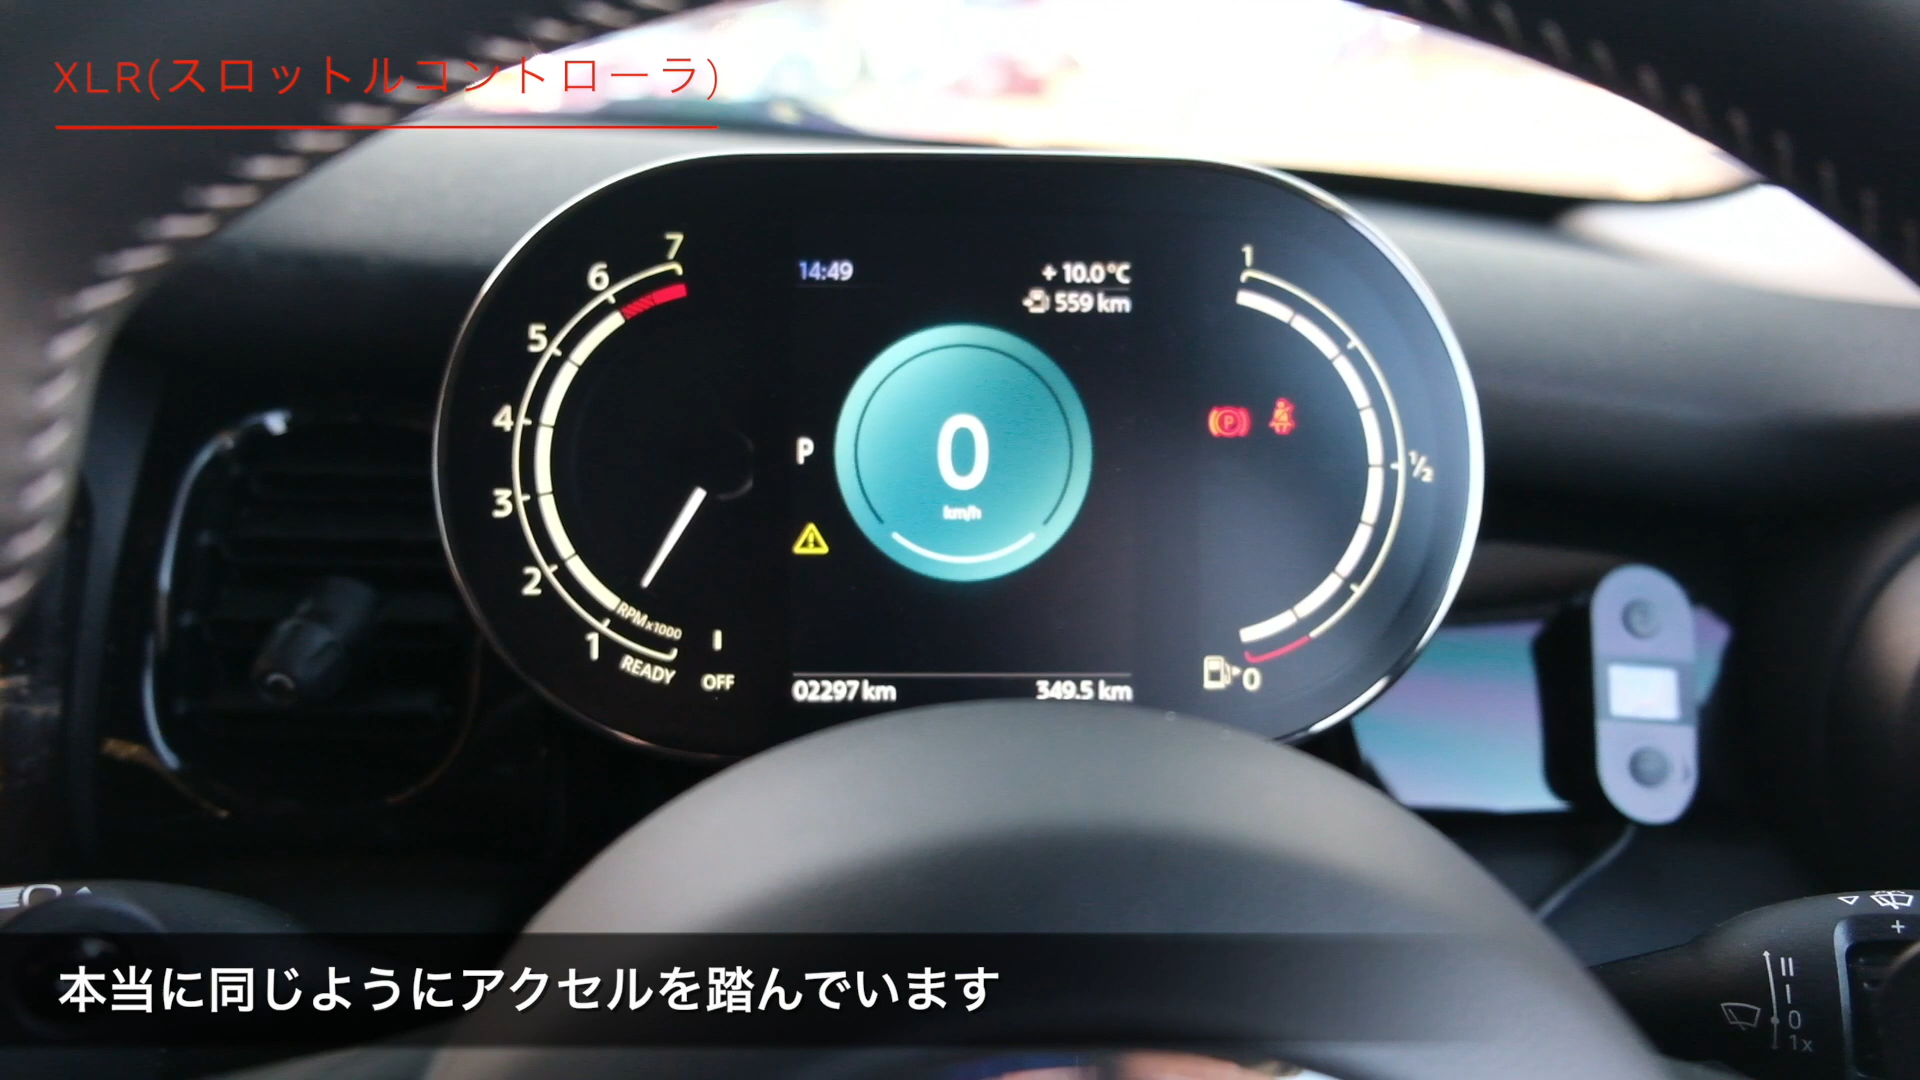 XLR(スロットルコントローラ)
7
6
5
4
3
2
1
RPMx1000
READY
OFF
14:49
+10.0°C
559 km
P
0
km/h
02297 km
349.5 km
1
1/2
0
P
II
I
0
1x
+
本当に同じようにアクセルを踏んでいます